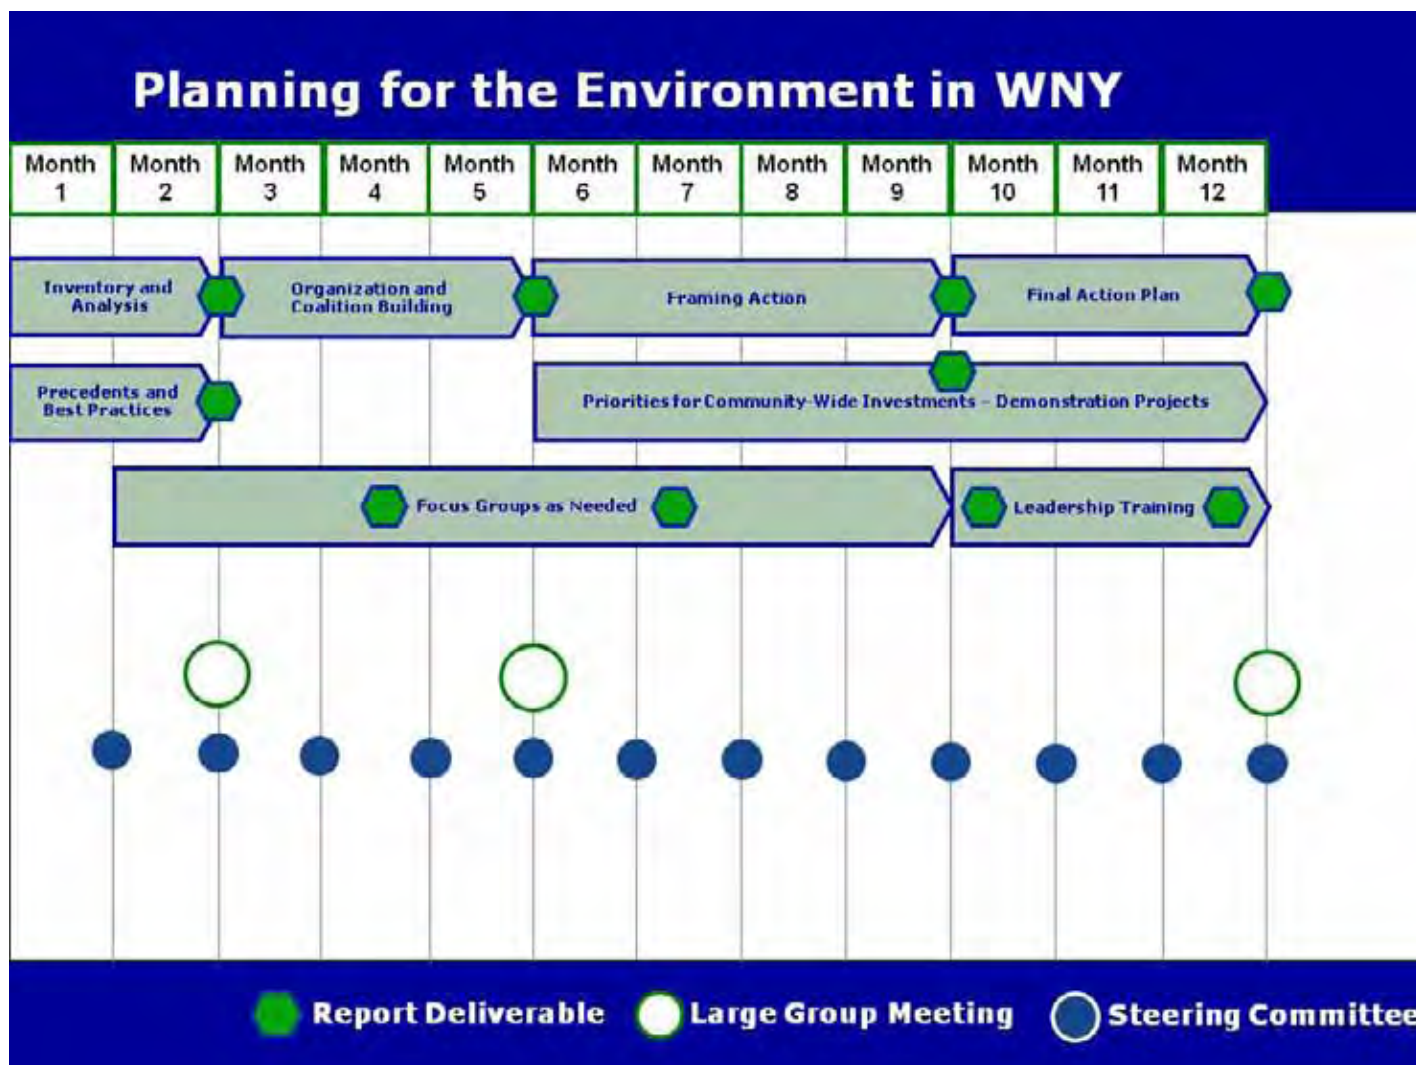 Planning for the Environment in WNY
Month
1
Month
2
Month
3
Month
4
Month
5
Month
6
Month
7
Month
8
Month
9
Month
10
Month
11
Month
12
Inventory and
Analysis
Organization and
Coalition Building
Framing Action
Final Action Plan
Precedents and
Best Practices
Priorities for Community-Wide Investments – Demonstration Projects
Focus Groups as Needed
Leadership Training
Report Deliverable
Large Group Meeting
Steering Committee